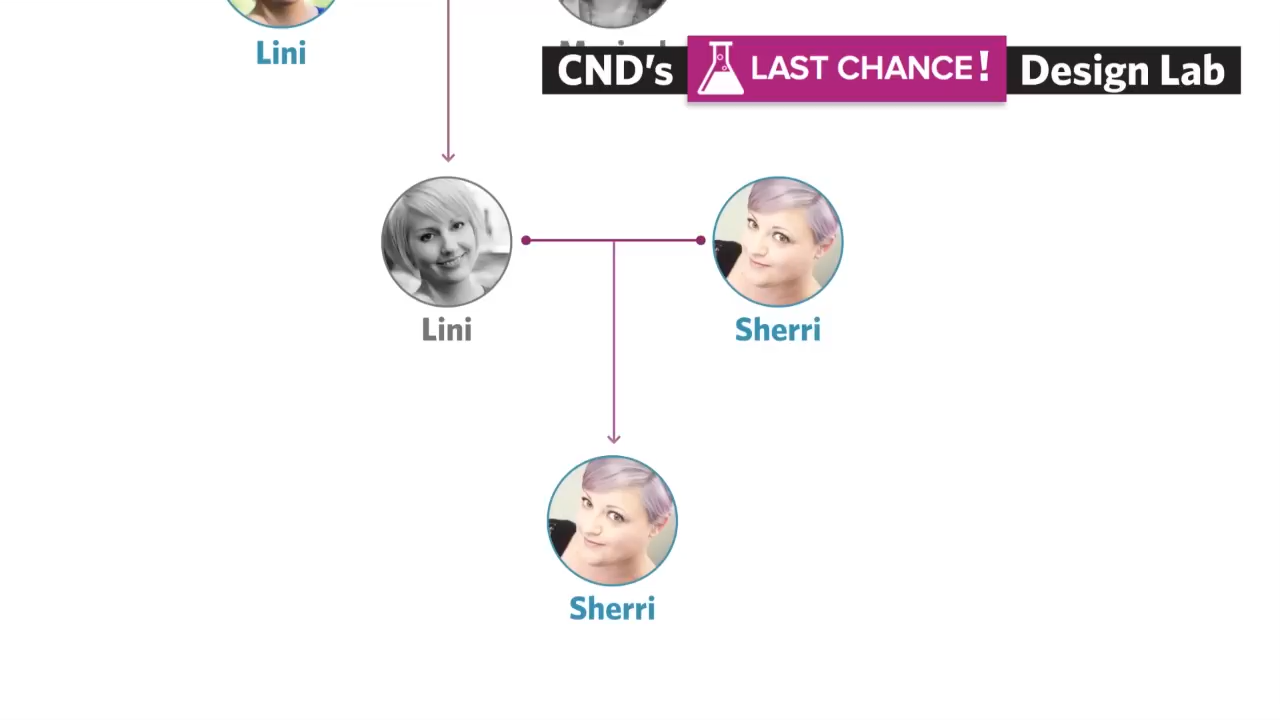 Lini
CND's LAST CHANCE! Design Lab
Lini
Sherri
Sherri